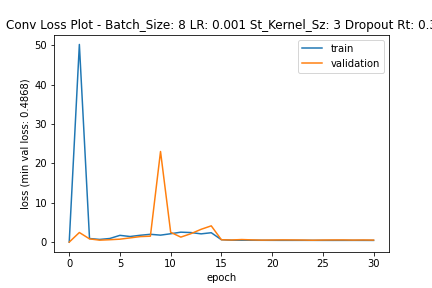 Conv Loss Plot - Batch_Size: 8 LR: 0.001 St_Kernel_Sz: 3 Dropout Rt: 0.3
train
validation
50
40
30
20
10
0
loss (min val loss: 0.4868)
0 5 10 15 20 25 30
epoch